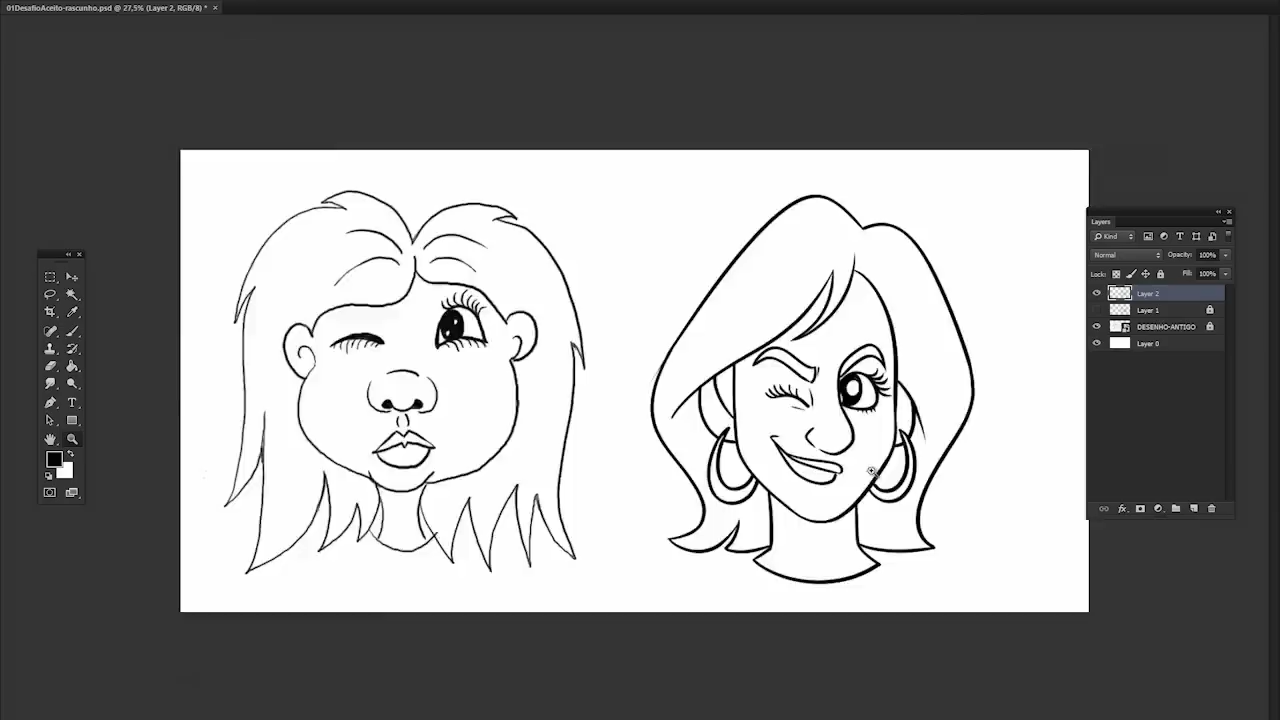 01DesafioAceito-rascunho.psd @ 27,5% (Layer 2, RGB/8) *
Layers
Kind
Normal
Opacity: 100%
Lock:
Fill: 100%
Layer 2
Layer 1
DESENHO-ANTIGO
Layer 0